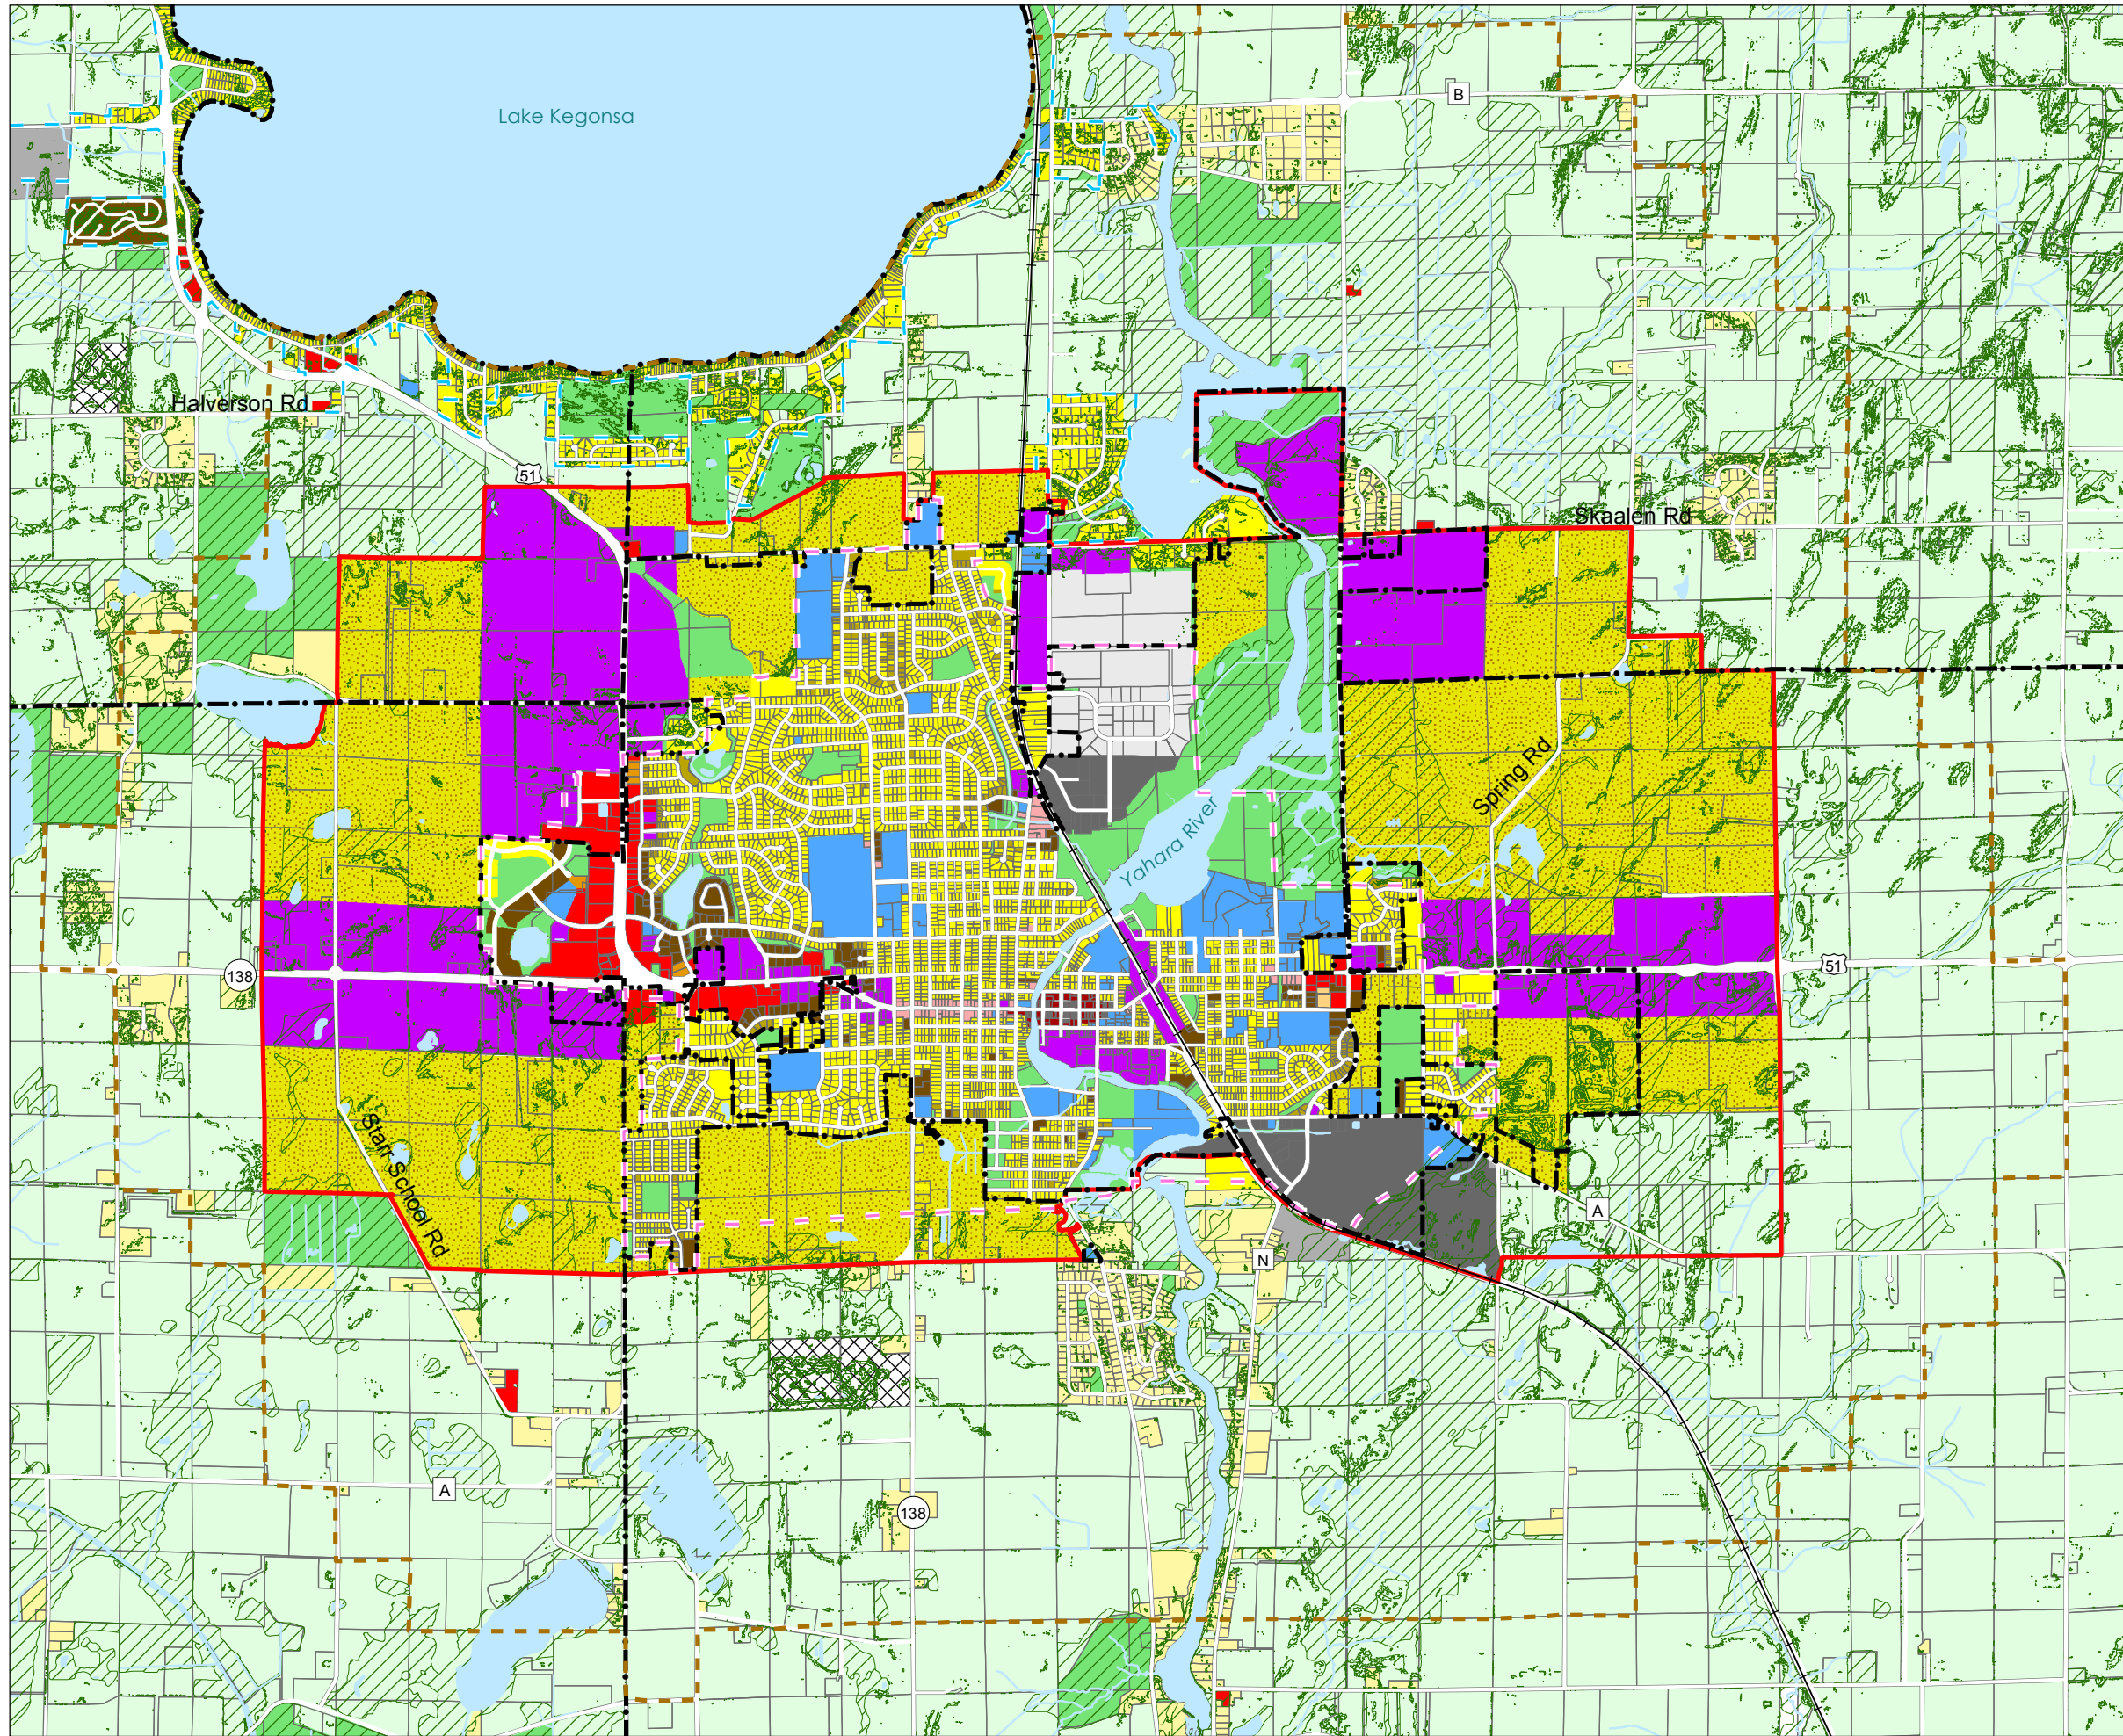 Lake Kegonsa
B
Halverson Rd
51
Skaalen Rd
Spring Rd
Yahara River
138
51
Starr School Rd
A
N
A
138